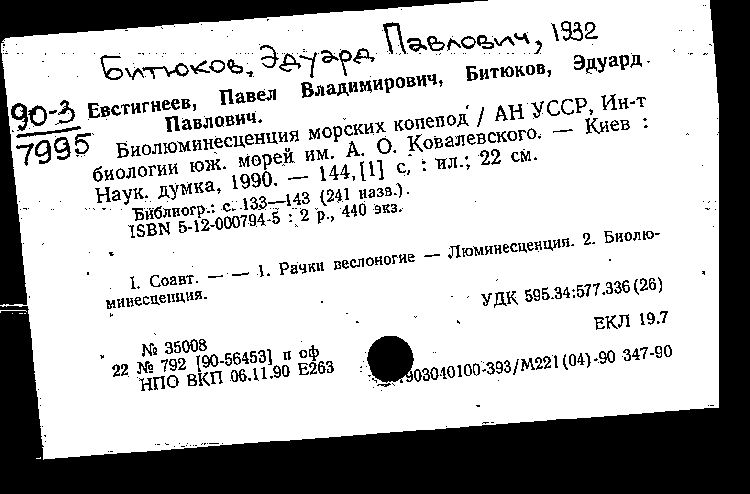 Битюков, Эдуард Павлович, 1932
90-3
7995
Евстигнеев, Павел Владимирович, Битюков, Эдуард
Павлович.
Биолюминесценция морских копепод / АН УССР, Ин-т
биологии юж. морей им. А. О. Ковалевского. — Киев :
Наук. думка, 1990. — 144,[1] с. : ил.; 22 см.
Библиогр.: с. 133—143 (241 назв.).
ISBN 5-12-000794-5 : 2 р., 440 экз.
I. Соавт. — — 1. Рачки веслоногие — Люминесценция. 2. Биолю-
минесценция.
УДК 595.34:577.336(26)
ЕКЛ 19.7
№ 35008
22 № 792 [90-56453] п оф
НПО ВКП 06.11.90 Е263
1903040100-393/М221(04)-90 347-90